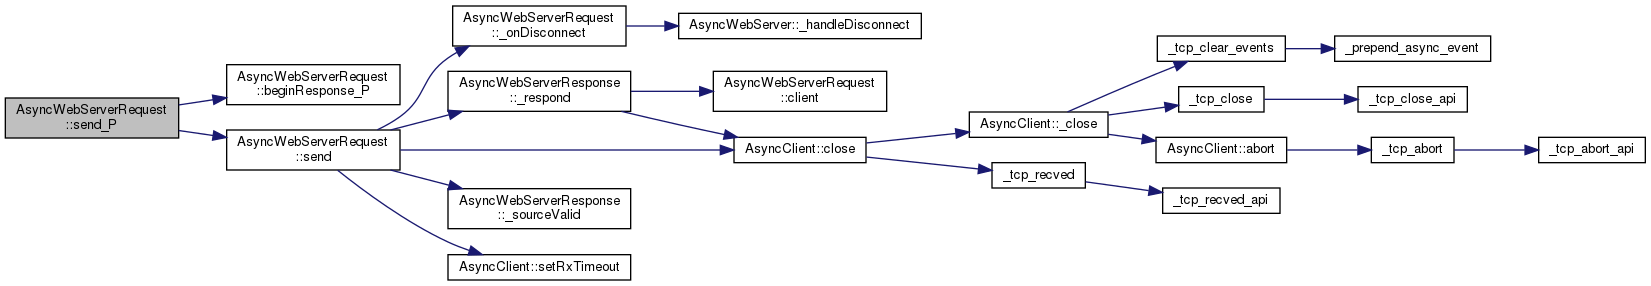 AsyncWebServerRequest
::send_P
AsyncWebServerRequest
::beginResponse_P
AsyncWebServerRequest
::send
AsyncWebServerRequest
::_onDisconnect
AsyncWebServer::_handleDisconnect
AsyncWebServerResponse
::_respond
AsyncWebServerRequest
::client
AsyncClient::close
AsyncWebServerResponse
::_sourceValid
AsyncClient::setRxTimeout
AsyncClient::_close
_tcp_recved
_tcp_recved_api
_tcp_clear_events
_prepend_async_event
_tcp_close
_tcp_close_api
AsyncClient::abort
_tcp_abort
_tcp_abort_api